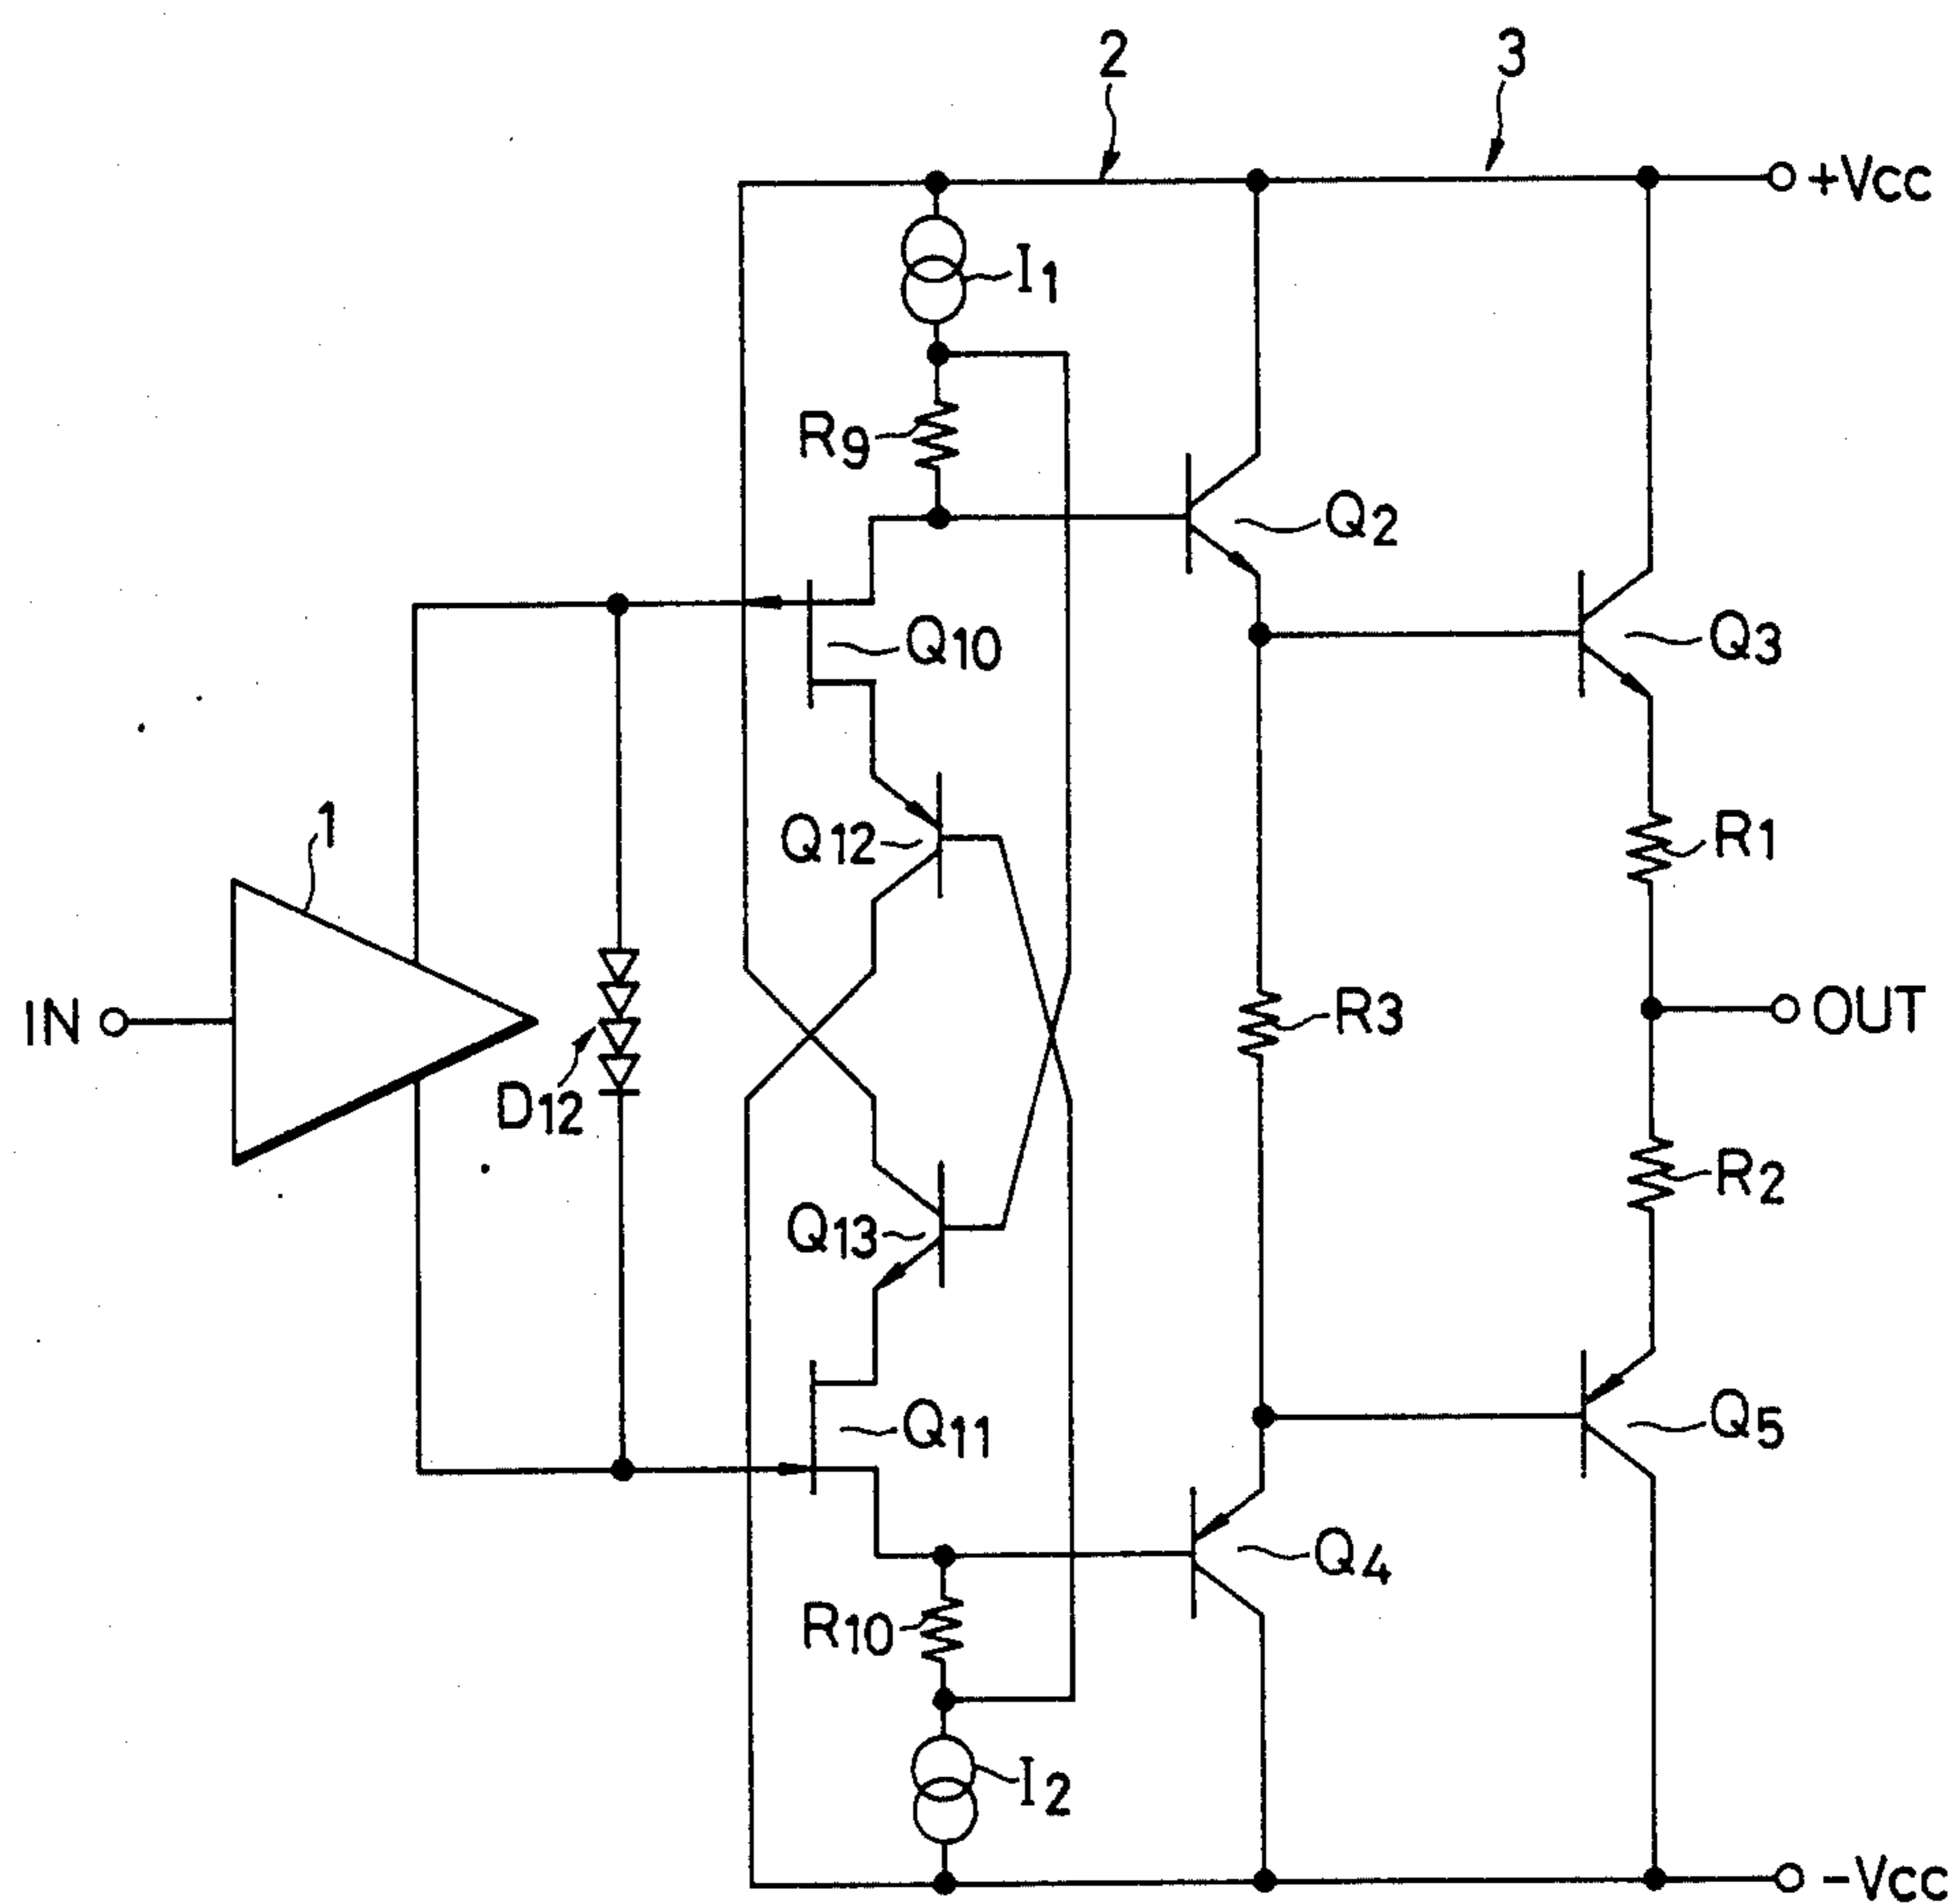 2
3
+Vcc
I1
R9
Q2
Q3
Q10
1
Q12
R1
IN
D12
R3
OUT
Q13
R2
Q11
Q5
Q4
R10
I2
-Vcc